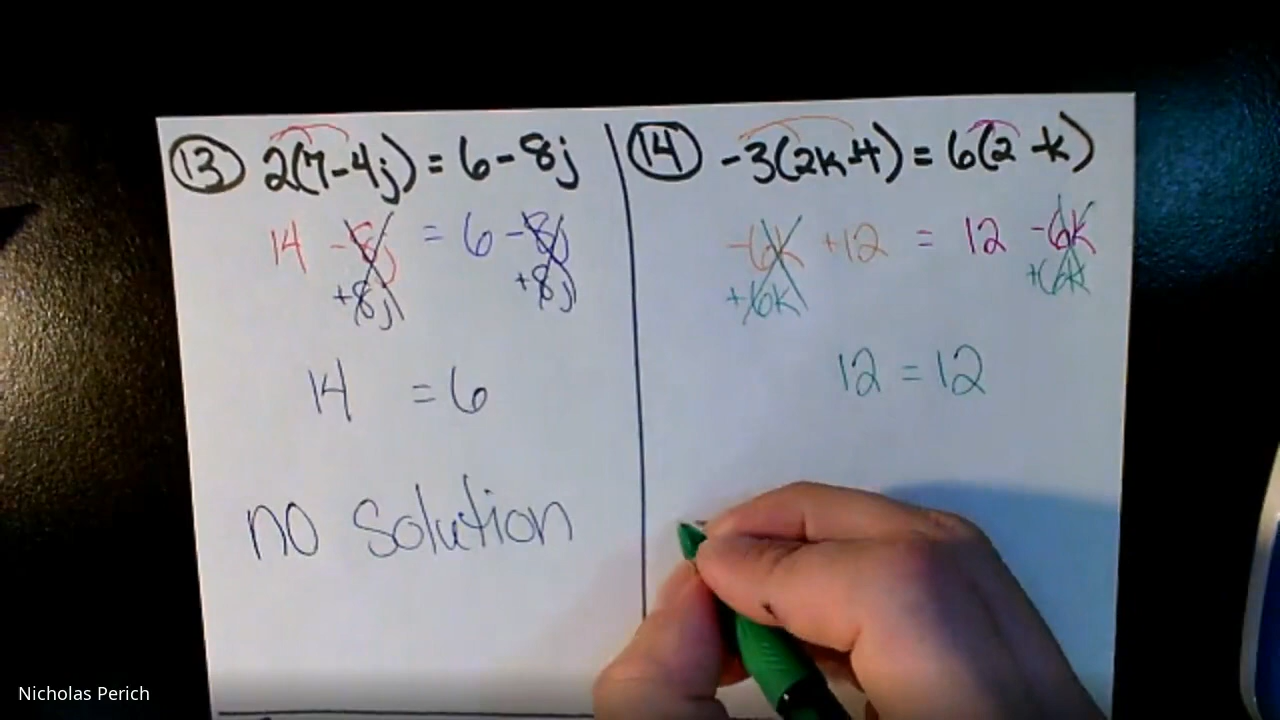 13 2(7-4j) = 6-8j
14 -8j = 6-8j
+8j +8j
14 = 6
no solution
14 -3(2k-4) = 6(2-k)
-6k +12 = 12 -6k
+6k +6k
12 = 12
Nicholas Perich